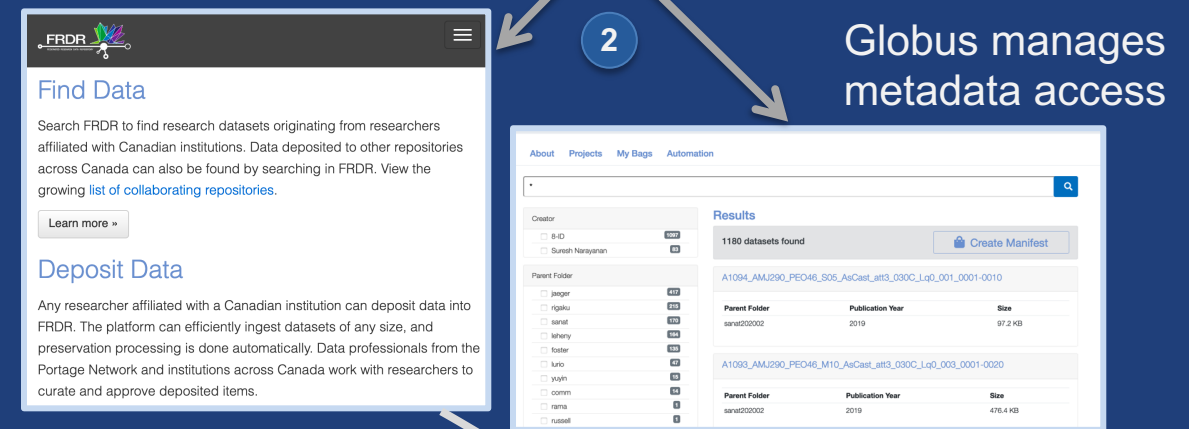 2
Globus manages
metadata access
FRDR
Find Data
Search FRDR to find research datasets originating from researchers
affiliated with Canadian institutions. Data deposited to other repositories
across Canada can also be found by searching in FRDR. View the
growing list of collaborating repositories.
Learn more »
Deposit Data
Any researcher affiliated with a Canadian institution can deposit data into
FRDR. The platform can efficiently ingest datasets of any size, and
preservation processing is done automatically. Data professionals from the
Portage Network and institutions across Canada work with researchers to
curate and approve deposited items.
About Projects My Bags Automation
*
Creator
8-ID 1097
Suresh Narayanan 83
Parent Folder
jaeger 417
rigaku 215
sanat 170
leheny 164
foster 135
lurio 47
yuyin 15
comm 14
rama 1
russell 1
Results
1180 datasets found Create Manifest
A1094_AMJ290_PEO46_S05_AsCast_att3_030C_Lq0_001_0001-0010
Parent Folder Publication Year Size
sanat202002 2019 97.2 KB
A1093_AMJ290_PEO46_M10_AsCast_att3_030C_Lq0_003_0001-0020
Parent Folder Publication Year Size
sanat202002 2019 476.4 KB